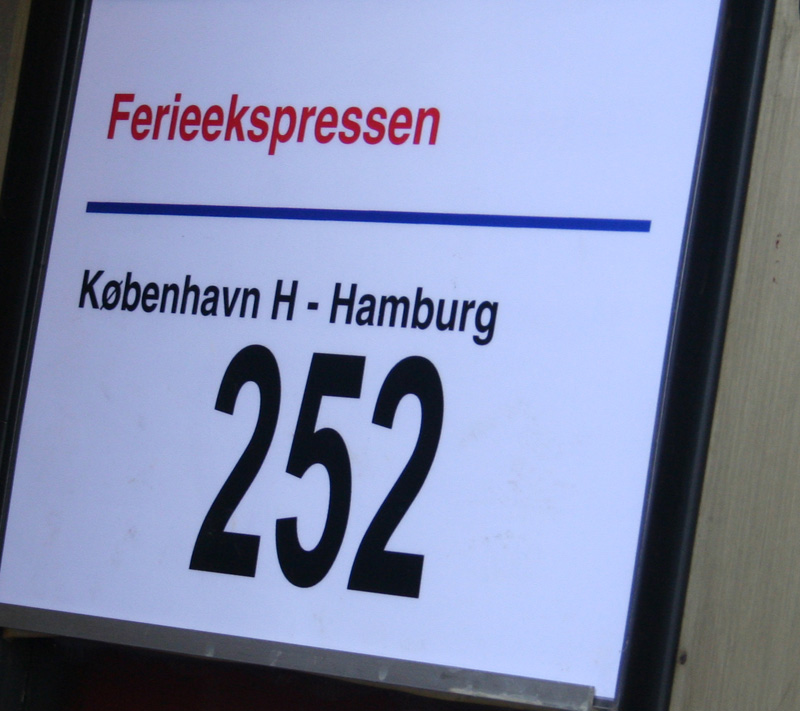 Ferieekspressen
København H - Hamburg
252